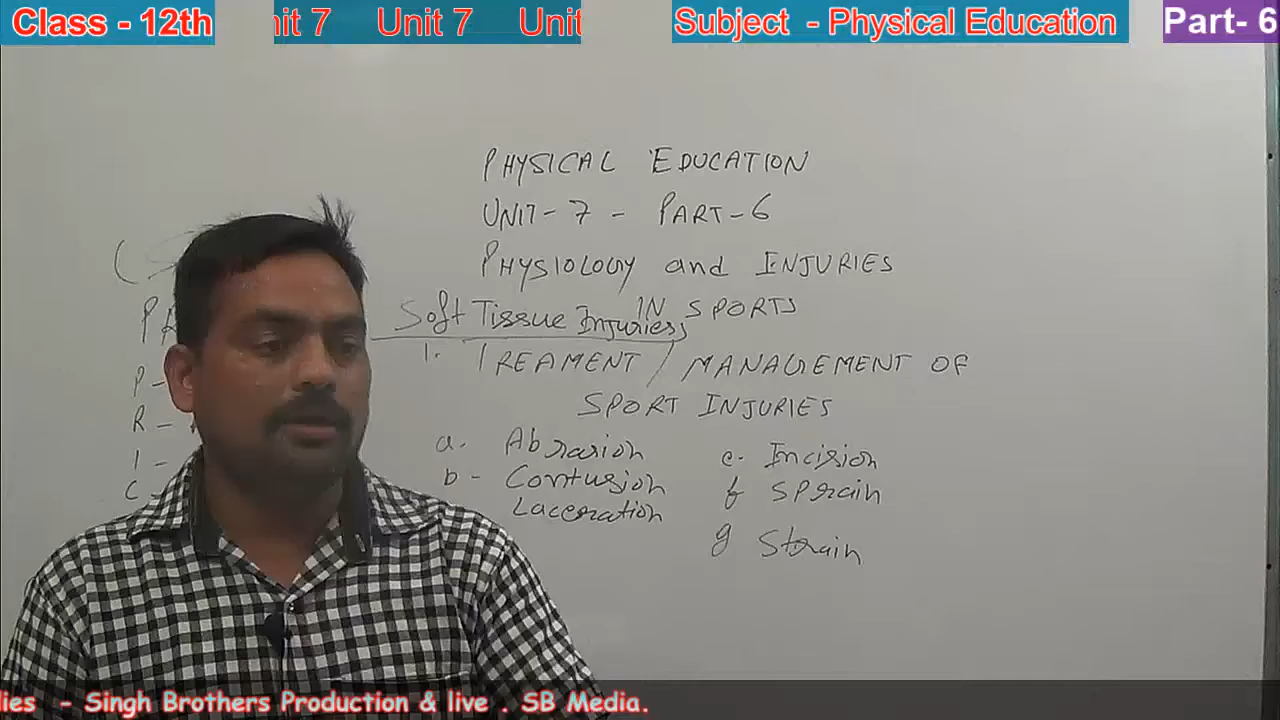 Class - 12th
nit 7 Unit 7 Unit
Subject - Physical Education
Part- 6
PHYSICAL EDUCATION
UNIT- 7 - PART-6
PHYSIOLOGY and INJURIES
IN SPORTS
Soft Tissue Injuries,
1. TREAMENT / MANAGEMENT OF
SPORT INJURIES
P -
R -
I -
C -
a. Abrasion
b - Contusion
Laceration
e. Incision
f Sprain
g Strain
dies - Singh Brothers Production & live . SB Media.